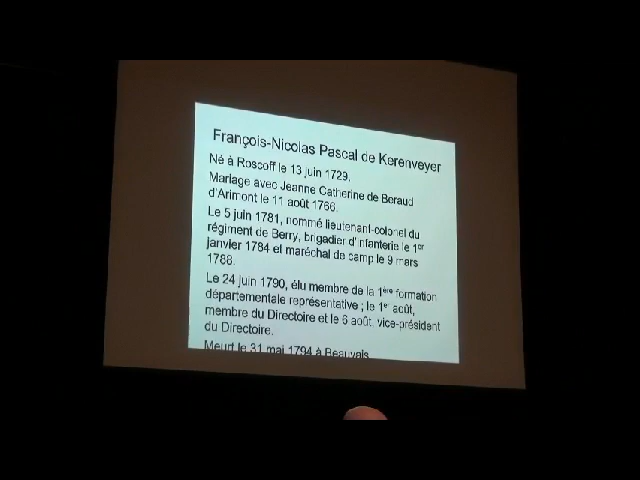 François-Nicolas Pascal de Kerenveyer
Né à Roscoff le 13 juin 1729.
Mariage avec Jeanne Catherine de Beraud
d'Arimont le 11 août 1766.
Le 5 juin 1781, nommé lieutenant-colonel du
régiment de Berry, brigadier d'infanterie le 1er
janvier 1784 et maréchal de camp le 9 mars
1788.
Le 24 juin 1790, élu membre de la 1ère formation
départementale représentative ; le 1er août,
membre du Directoire et le 6 août, vice-président
du Directoire.
Meurt le 31 mai 1794 à Beauvais